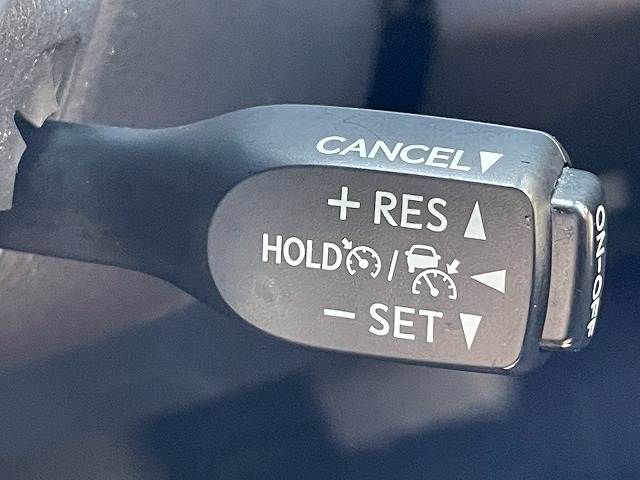 CANCEL▼
+ RES ▲
HOLD / ◀
− SET ▼
ON-OFF